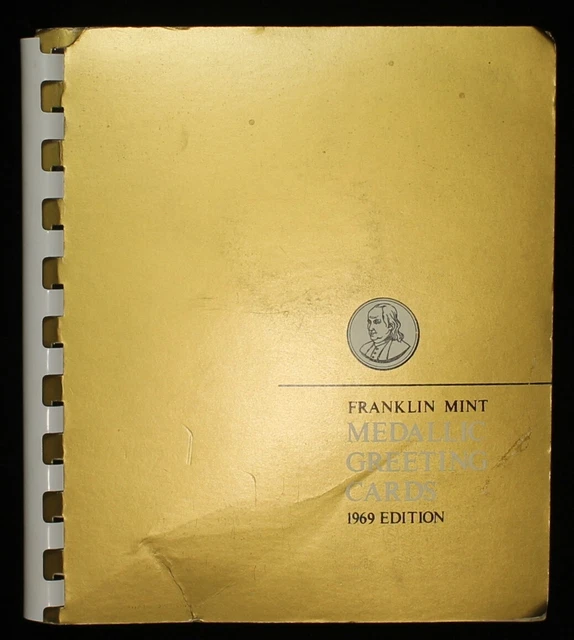 FRANKLIN MINT
MEDALLIC
GREETING
CARDS
1969 EDITION